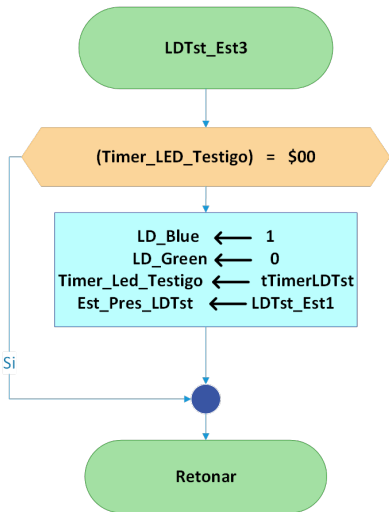 LDTst_Est3
(Timer_LED_Testigo) = $00
LD_Blue ← 1
LD_Green ← 0
Timer_Led_Testigo ← tTimerLDTst
Est_Pres_LDTst ← LDTst_Est1
Si
Retonar